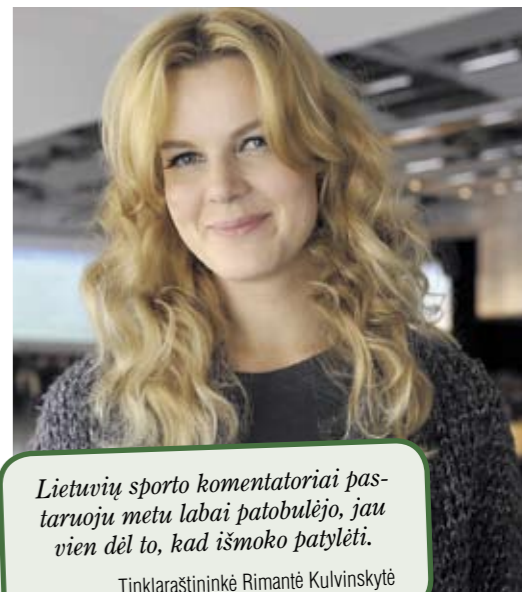 Lietuvių sporto komentatoriai pas-
taruoju metu labai patobulėjo, jau
vien dėl to, kad išmoko patylėti.
Tinklaraštininkė Rimantė Kulvinskytė